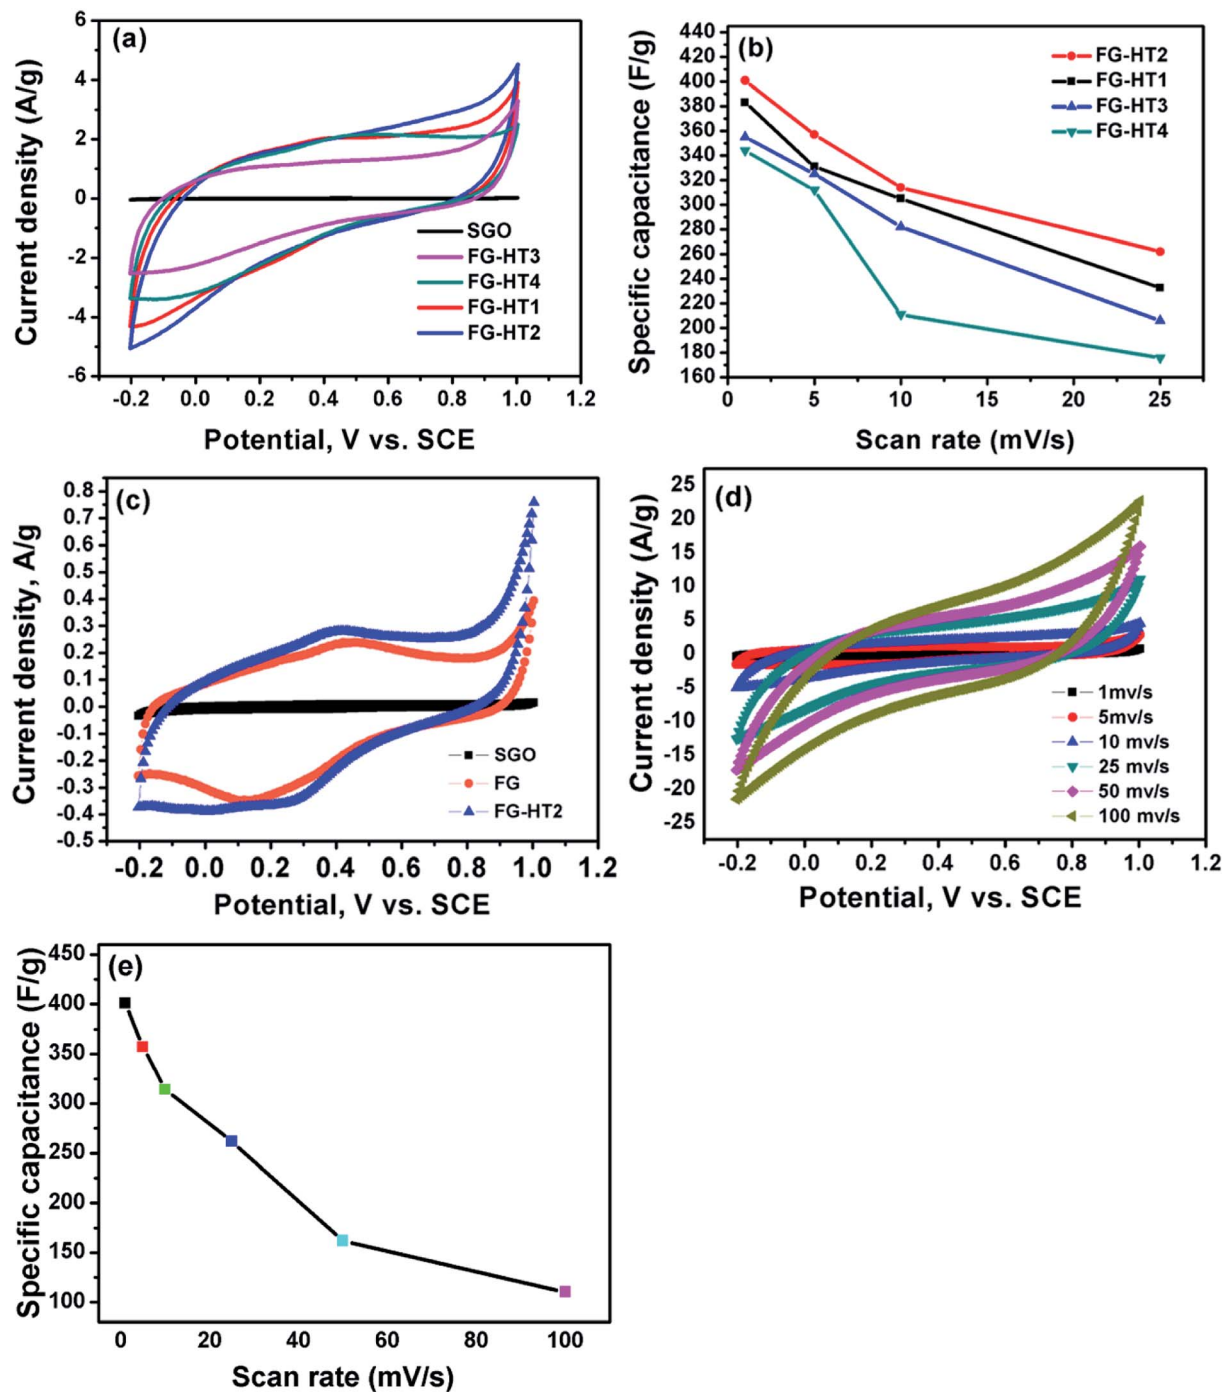 (a)
Current density (A/g)
6
4
2
0
-2
-4
-6
SGO
FG-HT3
FG-HT4
FG-HT1
FG-HT2
-0.2 0.0 0.2 0.4 0.6 0.8 1.0 1.2
Potential, V vs. SCE
(b)
Specific capacitance (F/g)
440
420
400
380
360
340
320
300
280
260
240
220
200
180
160
FG-HT2
FG-HT1
FG-HT3
FG-HT4
0 5 10 15 20 25
Scan rate (mV/s)
(c)
Current density, A/g
0.8
0.7
0.6
0.5
0.4
0.3
0.2
0.1
0.0
-0.1
-0.2
-0.3
-0.4
-0.5
SGO
FG
FG-HT2
-0.2 0.0 0.2 0.4 0.6 0.8 1.0 1.2
Potential, V vs. SCE
(d)
Current density (A/g)
25
20
15
10
5
0
-5
-10
-15
-20
-25
1mv/s
5mv/s
10 mv/s
25 mv/s
50 mv/s
100 mv/s
-0.2 0.0 0.2 0.4 0.6 0.8 1.0 1.2
Potential, V vs. SCE
(e)
Specific capacitance (F/g)
450
400
350
300
250
200
150
100
0 20 40 60 80 100
Scan rate (mV/s)